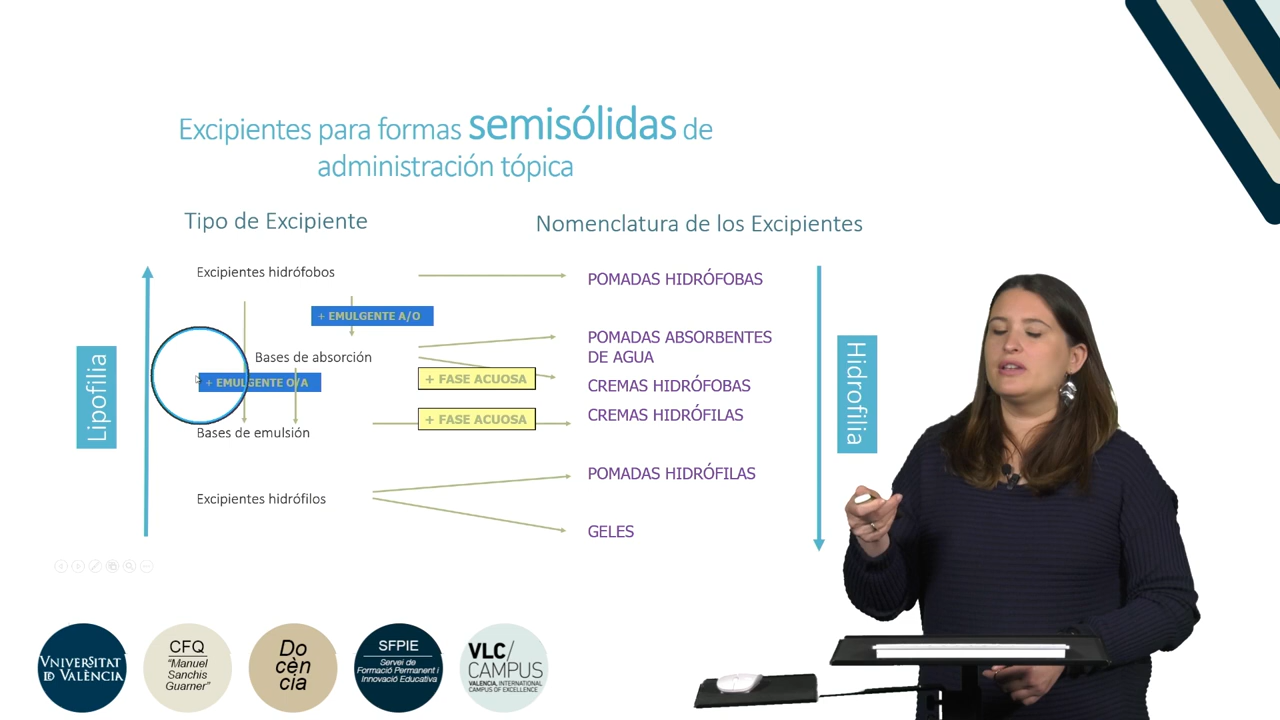 Excipientes para formas semisólidas de
administración tópica
Tipo de Excipiente
Nomenclatura de los Excipientes
Excipientes hidrófobos
POMADAS HIDRÓFOBAS
+ EMULGENTE A/O
POMADAS ABSORBENTES
DE AGUA
Bases de absorción
+ FASE ACUOSA
CREMAS HIDRÓFOBAS
+ EMULGENTE O/A
+ FASE ACUOSA
CREMAS HIDRÓFILAS
Bases de emulsión
POMADAS HIDRÓFILAS
Excipientes hidrófilos
GELES
Lipofilia
Hidrofilia
VNIVERSITAT
ID VALÈNCIA
CFQ
"Manuel
Sanchis
Guarner"
Do
cèn
cia
SFPIE
Servei de
Formació Permanent i
Innovació Educativa
VLC/
CAMPUS
VALENCIA, INTERNATIONAL
CAMPUS OF EXCELLENCE